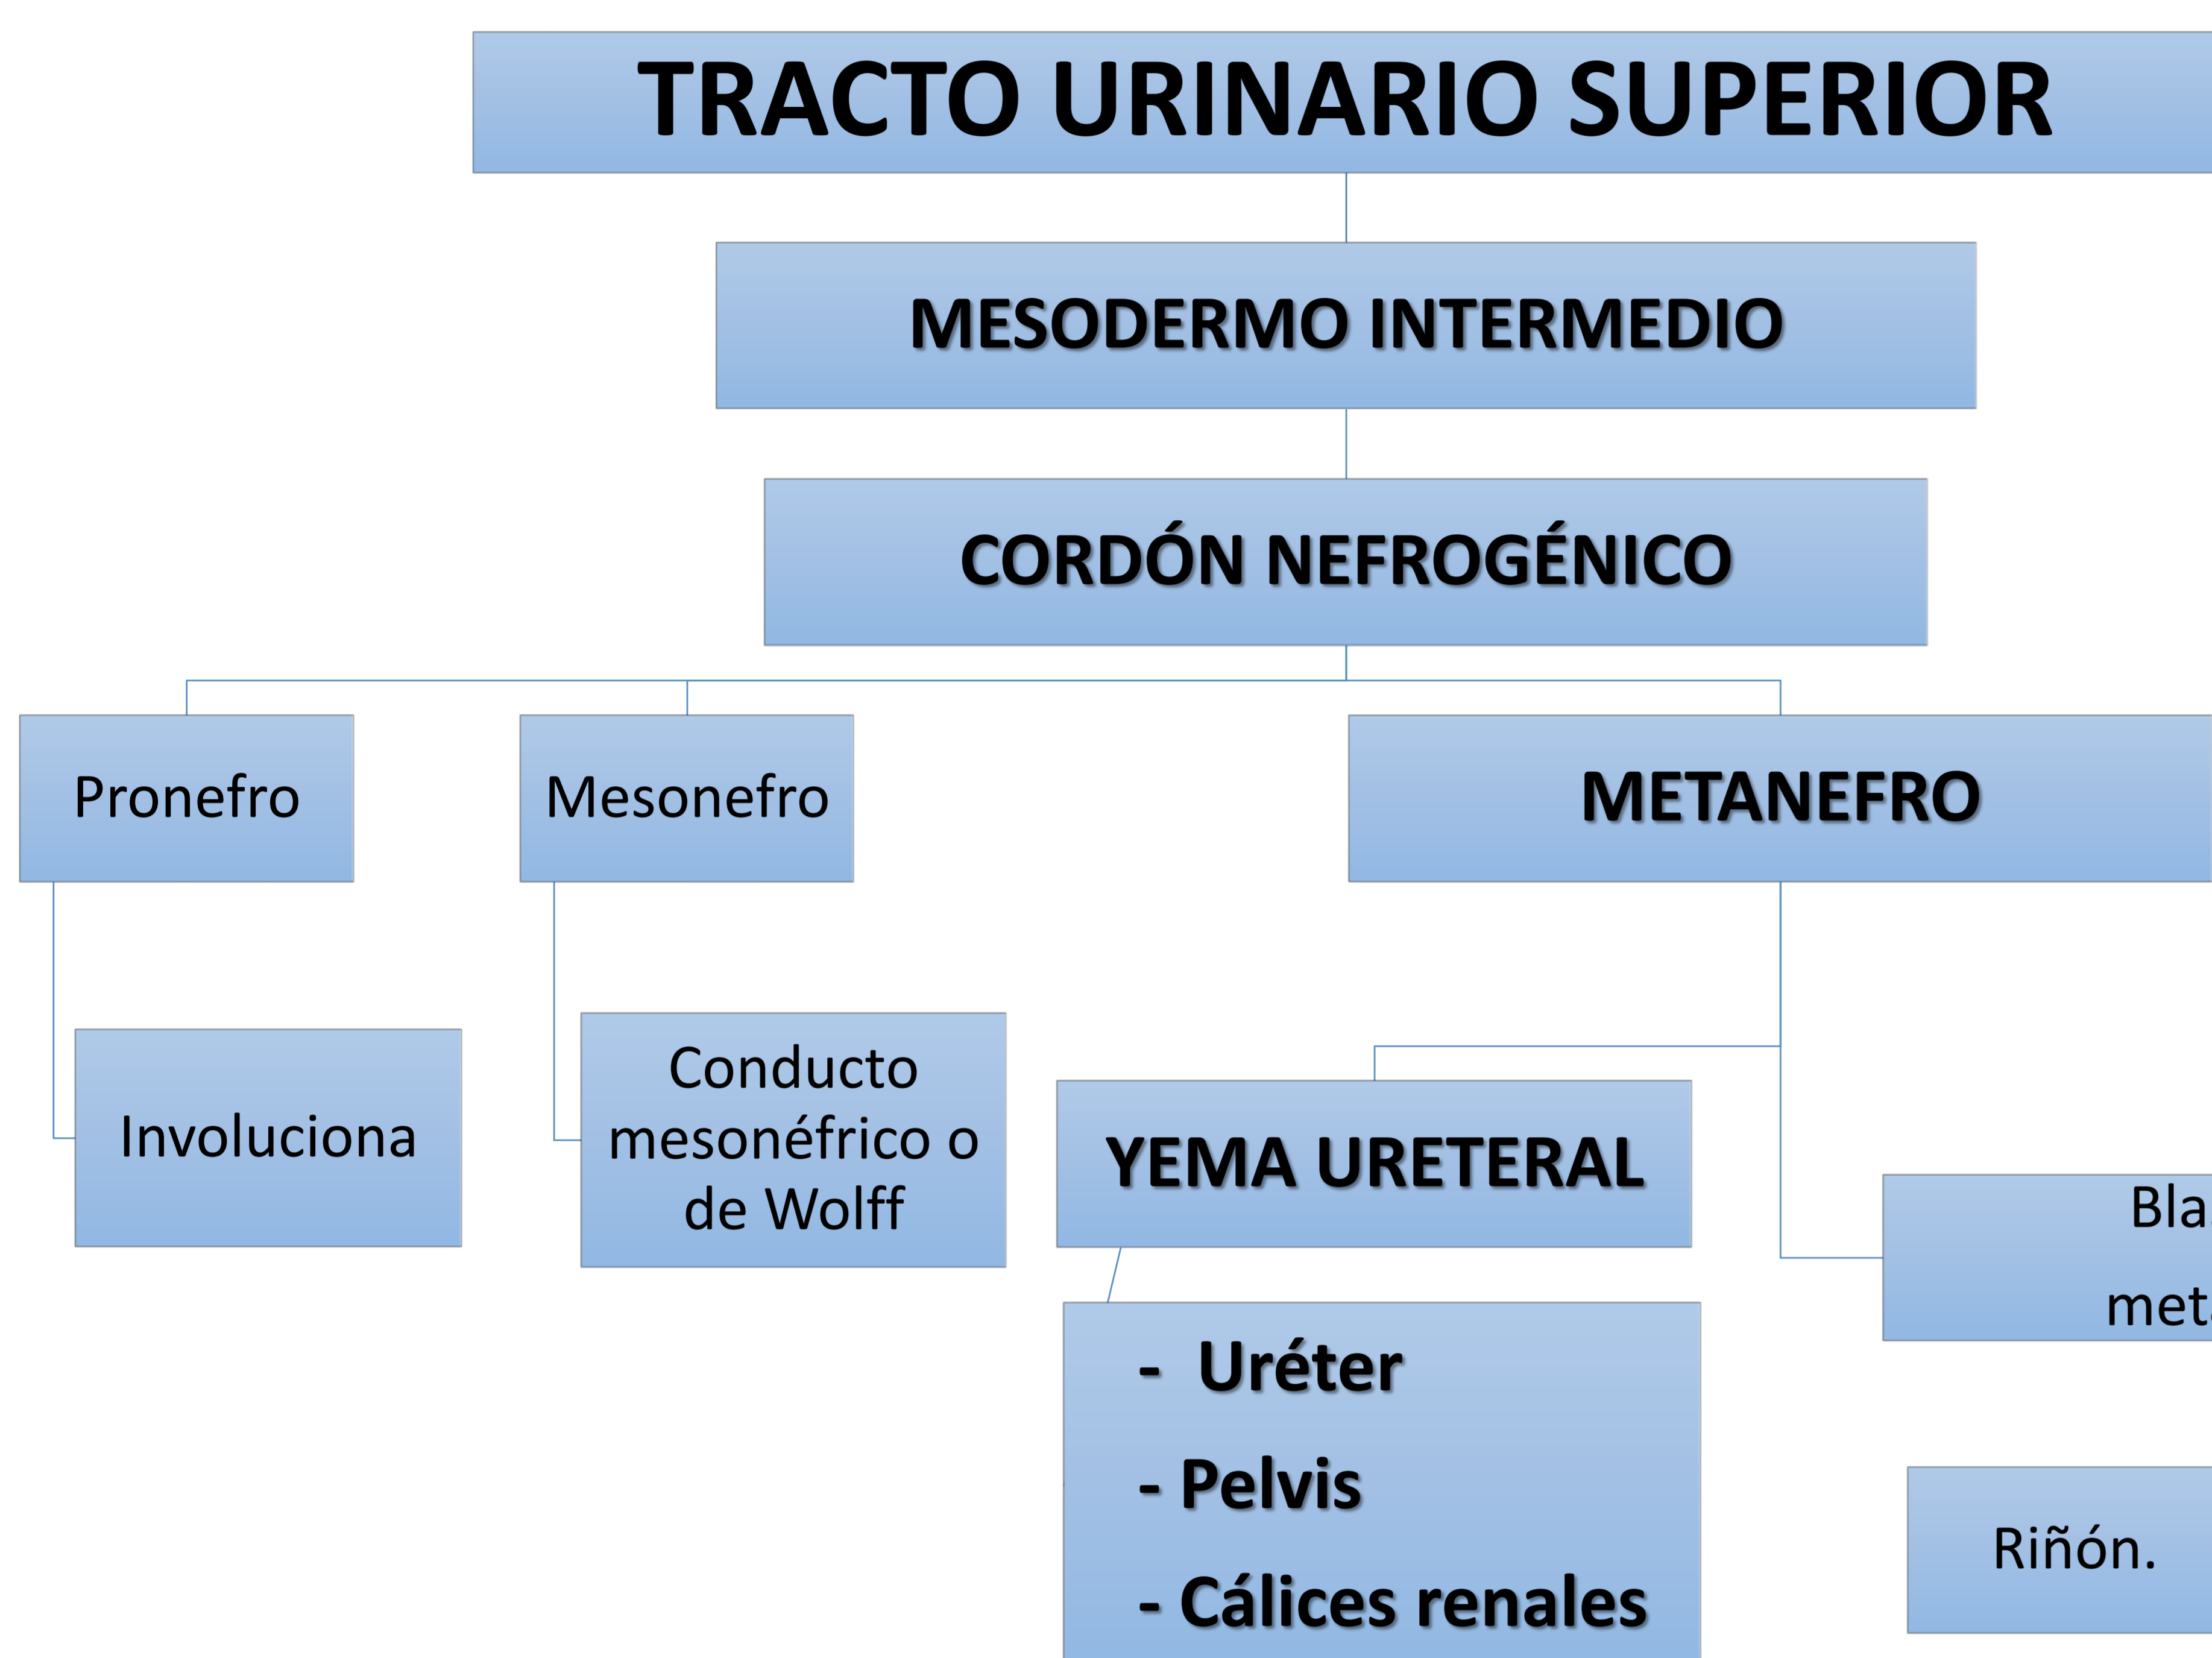 TRACTO URINARIO SUPERIOR
MESODERMO INTERMEDIO
CORDÓN NEFROGÉNICO
Pronefro
Mesonefro
METANEFRO
Involuciona
Conducto
mesonéfrico o
de Wolff
YEMA URETERAL
- Uréter
- Pelvis
- Cálices renales
Riñón.